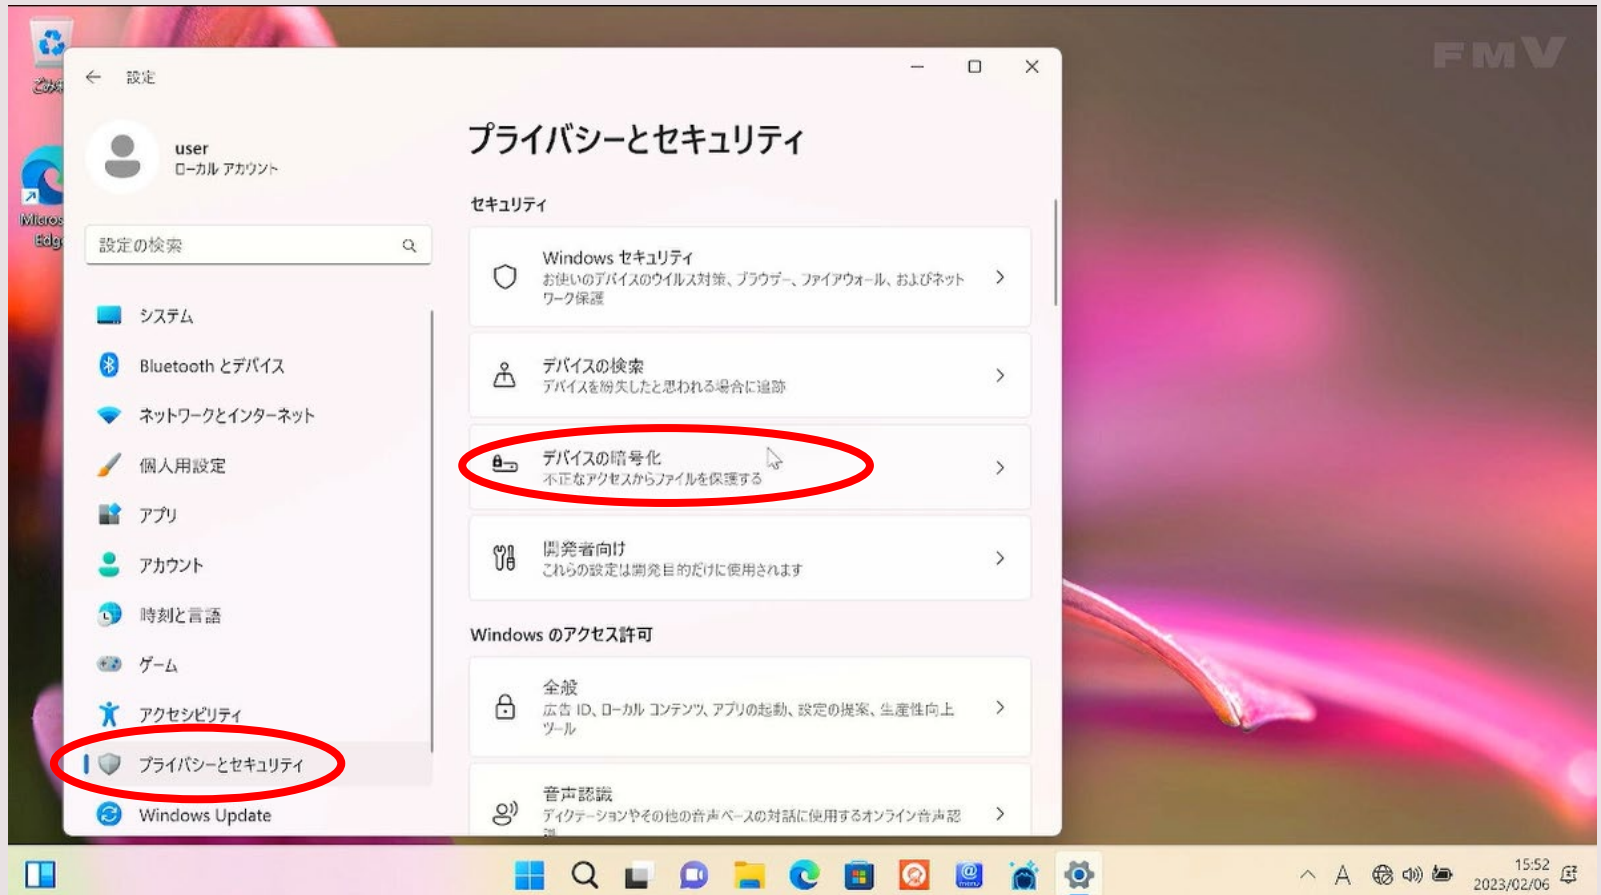 FMV
ごみ
Micros
Edg
設定
user
ローカル アカウント
設定の検索
システム
Bluetooth とデバイス
ネットワークとインターネット
個人用設定
アプリ
アカウント
時刻と言語
ゲーム
アクセシビリティ
プライバシーとセキュリティ
Windows Update
プライバシーとセキュリティ
セキュリティ
Windows セキュリティ
お使いのデバイスのウイルス対策、ブラウザー、ファイアウォール、およびネット
ワーク保護
デバイスの検索
デバイスを紛失したと思われる場合に追跡
デバイスの暗号化
不正なアクセスからファイルを保護する
開発者向け
これらの設定は開発目的だけに使用されます
Windows のアクセス許可
全般
広告 ID、ローカル コンテンツ、アプリの起動、設定の提案、生産性向上
ツール
音声認識
ディクテーションやその他の音声ベースの対話に使用するオンライン音声認
@
menu
A
15:52
2023/02/06